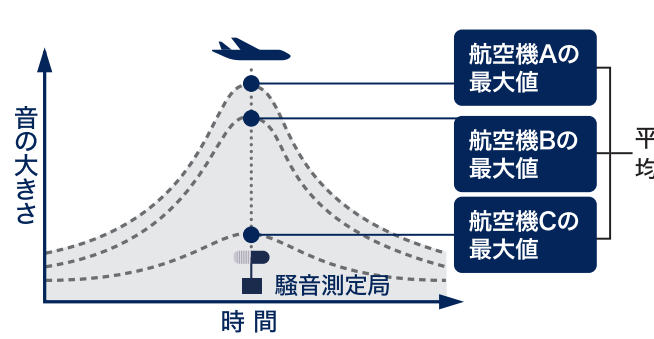 航空機Aの
最大値
航空機Bの
最大値
航空機Cの
最大値
平
均
音の大きさ
騒音測定局
時間